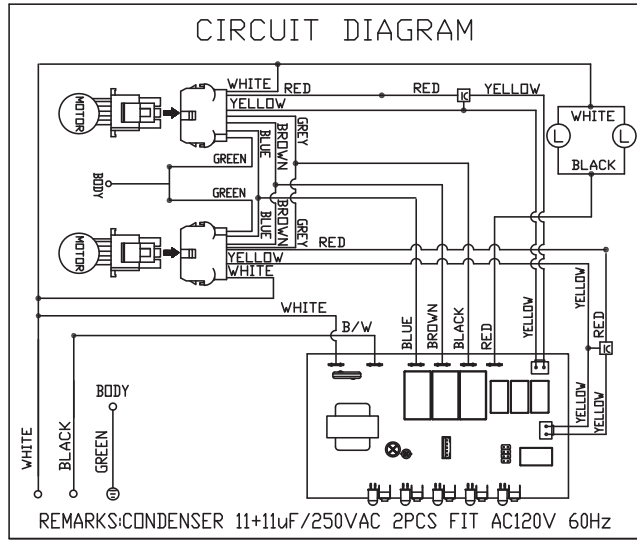 CIRCUIT DIAGRAM
WHITE
RED
RED
YELLOW
YELLOW
MOTOR
GREY
BROWN
BLUE
GREEN
BODY
GREEN
BLUE
BROWN
GREY
MOTOR
RED
YELLOW
WHITE
WHITE
L
L
BLACK
K
WHITE
B/W
BLUE
BROWN
BLACK
RED
YELLOW
YELLOW
YELLOW
RED
K
BODY
YELLOW
YELLOW
WHITE
BLACK
GREEN
REMARKS:CONDENSER 11+11uF/250VAC 2PCS FIT AC120V 60Hz